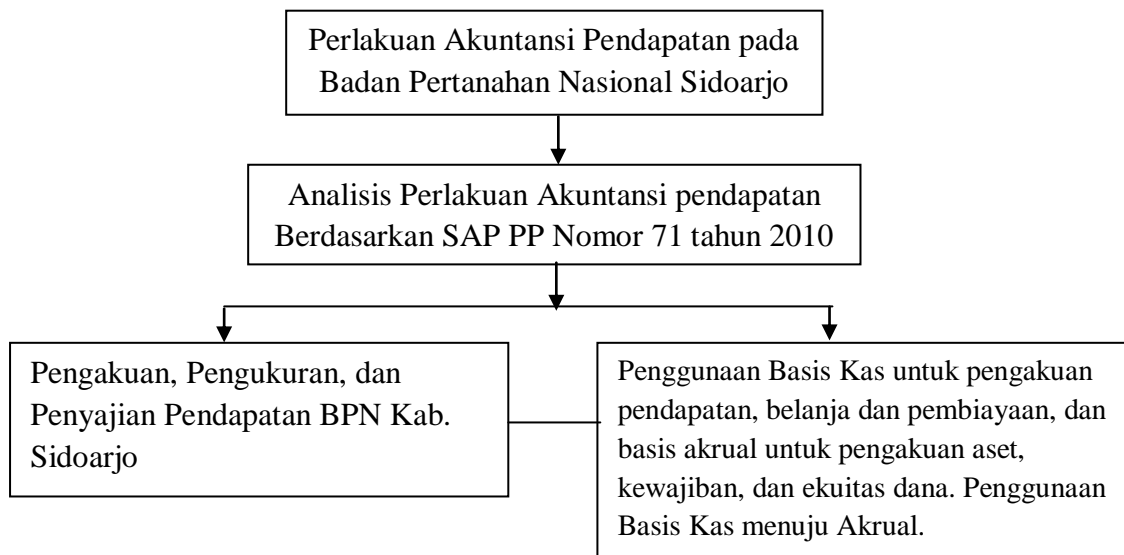 Perlakuan Akuntansi Pendapatan pada
Badan Pertanahan Nasional Sidoarjo
Analisis Perlakuan Akuntansi pendapatan
Berdasarkan SAP PP Nomor 71 tahun 2010
Pengakuan, Pengukuran, dan
Penyajian Pendapatan BPN Kab.
Sidoarjo
Penggunaan Basis Kas untuk pengakuan
pendapatan, belanja dan pembiayaan, dan
basis akrual untuk pengakuan aset,
kewajiban, dan ekuitas dana. Penggunaan
Basis Kas menuju Akrual.